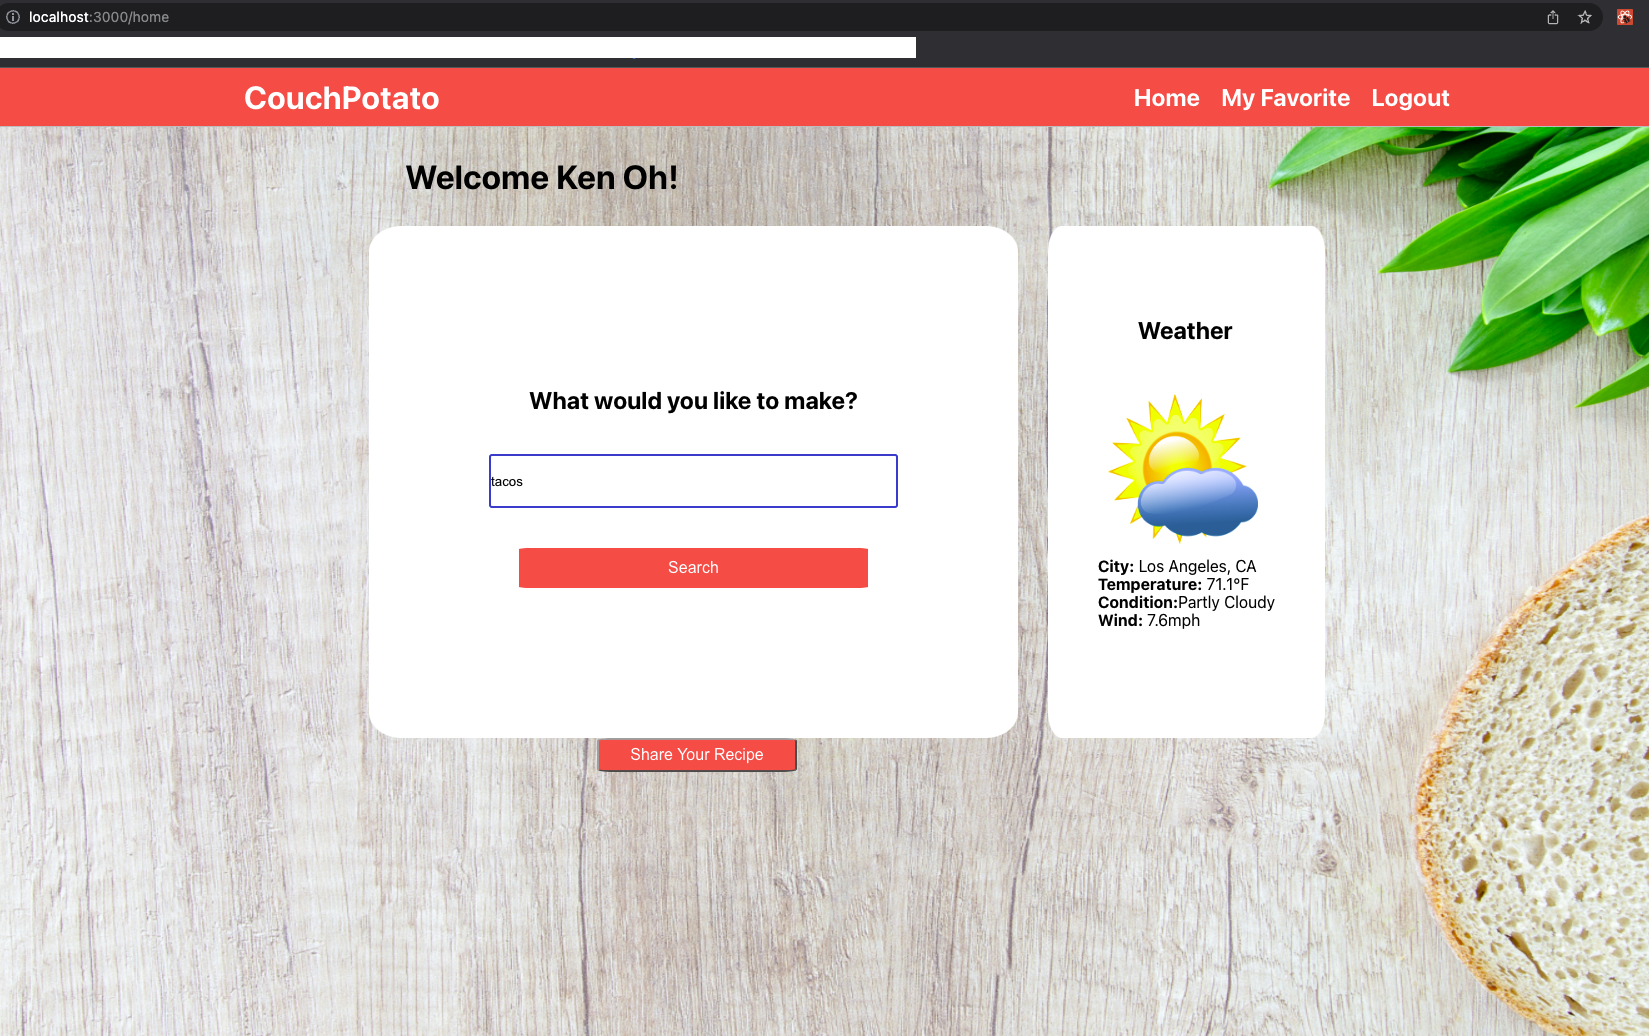 localhost:3000/home
CouchPotato
Home My Favorite Logout
Welcome Ken Oh!
What would you like to make?
tacos
Search
Share Your Recipe
Weather
City: Los Angeles, CA
Temperature: 71.1°F
Condition:Partly Cloudy
Wind: 7.6mph